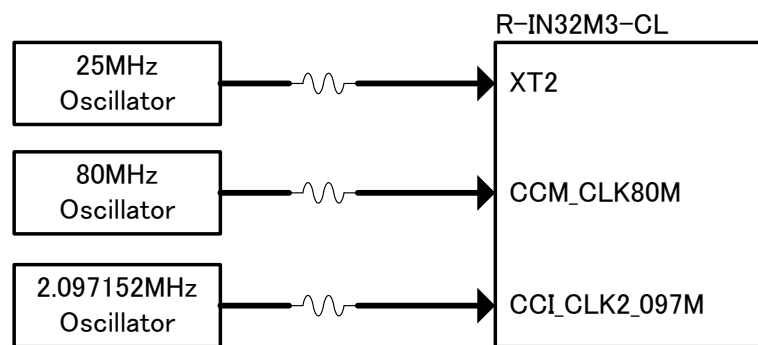 R-IN32M3-CL
25MHz
Oscillator
XT2
80MHz
Oscillator
CCM_CLK80M
2.097152MHz
Oscillator
CCI_CLK2_097M